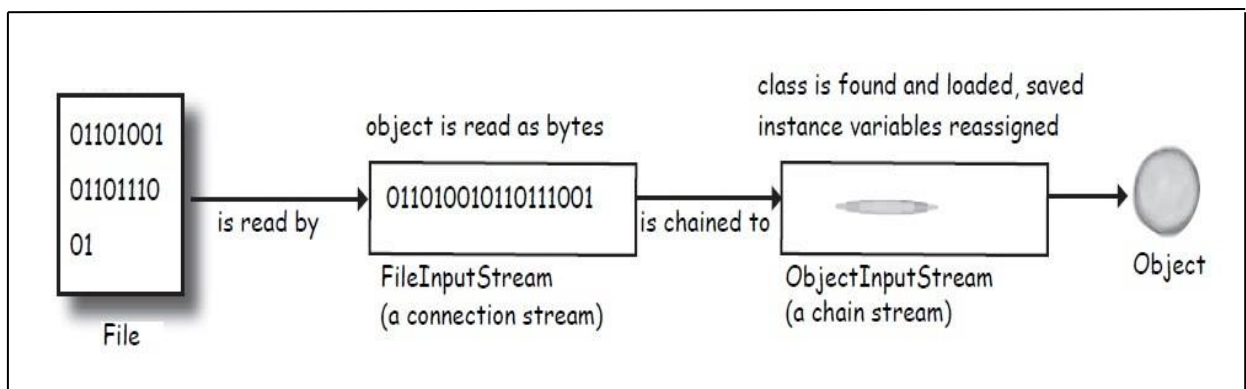 01101001
01101110
01
File
is read by
object is read as bytes
011010010110111001
FileInputStream
(a connection stream)
is chained to
class is found and loaded, saved
instance variables reassigned
ObjectInputStream
(a chain stream)
Object